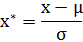 x* = (x − μ) / σ